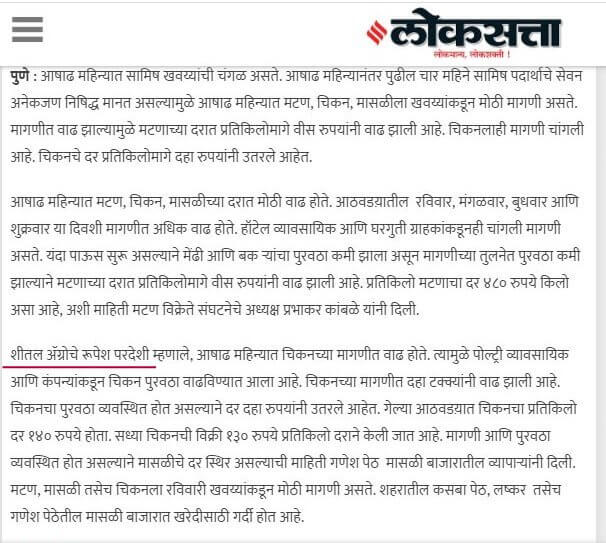 लोकसत्ता
लोकमान्य, लोकशक्ती !
पुणे : आषाढ महिन्यात सामिष खवय्यांची चंगळ असते. आषाढ महिन्यानंतर पुढील चार महिने सामिष पदार्थाचे सेवन
अनेकजण निषिद्ध मानत असल्यामुळे आषाढ महिन्यात मटण, चिकन, मासळीला खवय्यांकडून मोठी मागणी असते.
मागणीत वाढ झाल्यामुळे मटणाच्या दरात प्रतिकिलोमागे वीस रुपयांनी वाढ झाली आहे. चिकनलाही मागणी चांगली
आहे. चिकनचे दर प्रतिकिलोमागे दहा रुपयांनी उतरले आहेत.
आषाढ महिन्यात मटण, चिकन, मासळीच्या दरात मोठी वाढ होते. आठवडय़ातील रविवार, मंगळवार, बुधवार आणि
शुक्रवार या दिवशी मागणीत अधिक वाढ होते. हॉटेल व्यावसायिक आणि घरगुती ग्राहकांकडूनही चांगली मागणी
असते. यंदा पाऊस सुरू असल्याने मेंढी आणि बक ऱ्यांचा पुरवठा कमी झाला असून मागणीच्या तुलनेत पुरवठा कमी
झाल्याने मटणाच्या दरात प्रतिकिलोमागे वीस रुपयांनी वाढ झाली आहे. प्रतिकिलो मटणाचा दर ४८० रुपये किलो
असा आहे, अशी माहिती मटण विक्रेते संघटनेचे अध्यक्ष प्रभाकर कांबळे यांनी दिली.
शीतल अ‍ॅग्रोचे रूपेश परदेशी म्हणाले, आषाढ महिन्यात चिकनच्या मागणीत वाढ होते. त्यामुळे पोल्ट्री व्यावसायिक
आणि कंपन्यांकडून चिकन पुरवठा वाढविण्यात आला आहे. चिकनच्या मागणीत दहा टक्क्यांनी वाढ झाली आहे.
चिकनचा पुरवठा व्यवस्थित होत असल्याने दर दहा रुपयांनी उतरले आहेत. गेल्या आठवडय़ात चिकनचा प्रतिकिलो
दर १४० रुपये होता. सध्या चिकनची विक्री १३० रुपये प्रतिकिलो दराने केली जात आहे. मागणी आणि पुरवठा
व्यवस्थित होत असल्याने मासळीचे दर स्थिर असल्याची माहिती गणेश पेठ मासळी बाजारातील व्यापाऱ्यांनी दिली.
मटण, मासळी तसेच चिकनला रविवारी खवय्यांकडून मोठी मागणी असते. शहरातील कसबा पेठ, लष्कर तसेच
गणेश पेठेतील मासळी बाजारात खरेदीसाठी गर्दी होत आहे.